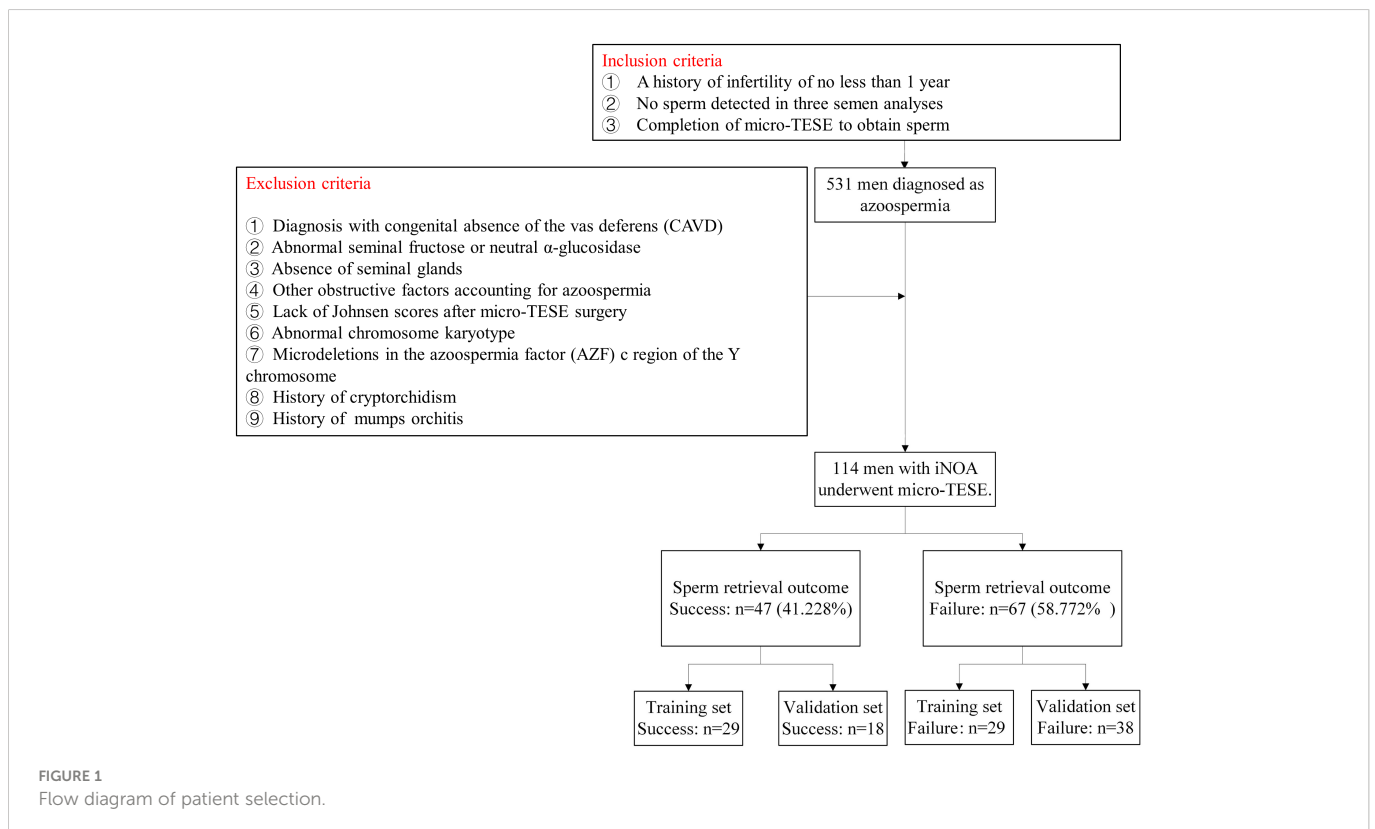 Inclusion criteria
① A history of infertility of no less than 1 year
② No sperm detected in three semen analyses
③ Completion of micro-TESE to obtain sperm
531 men diagnosed as
azoospermia
Exclusion criteria
① Diagnosis with congenital absence of the vas deferens (CAVD)
② Abnormal seminal fructose or neutral α-glucosidase
③ Absence of seminal glands
④ Other obstructive factors accounting for azoospermia
⑤ Lack of Johnsen scores after micro-TESE surgery
⑥ Abnormal chromosome karyotype
⑦ Microdeletions in the azoospermia factor (AZF) c region of the Y
chromosome
⑧ History of cryptorchidism
⑨ History of mumps orchitis
114 men with iNOA
underwent micro-TESE.
Sperm retrieval outcome
Success: n=47 (41.228%)
Sperm retrieval outcome
Failure: n=67 (58.772% )
Training set
Success: n=29
Validation set
Success: n=18
Training set
Failure: n=29
Validation set
Failure: n=38
FIGURE 1
Flow diagram of patient selection.